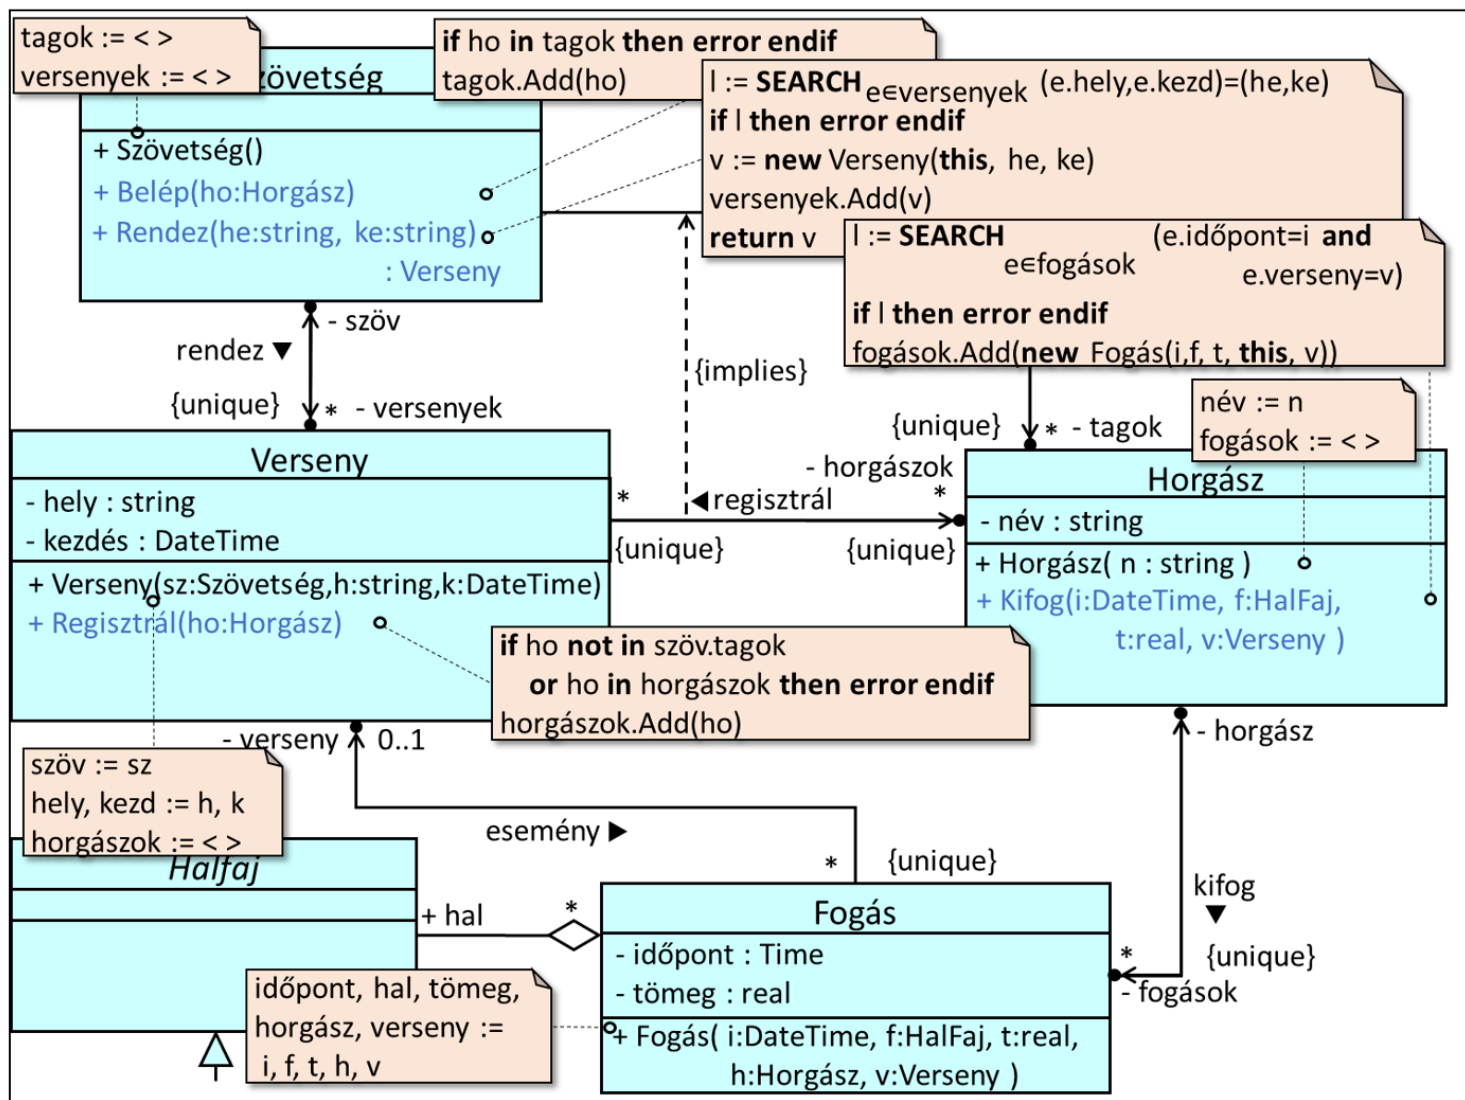 tagok := < >
versenyek := < >
zövetség
+ Szövetség()
+ Belép(ho:Horgász)
+ Rendez(he:string, ke:string)
: Verseny
if ho in tagok then error endif
tagok.Add(ho)
l := SEARCH e∈versenyek (e.hely,e.kezd)=(he,ke)
if l then error endif
v := new Verseny(this, he, ke)
versenyek.Add(v)
return v
l := SEARCH (e.időpont=i and
e∈fogások e.verseny=v)
if l then error endif
fogások.Add(new Fogás(i,f, t, this, v))
- szöv
rendez ▼
{unique} * - versenyek
{implies}
{unique} * - tagok
név := n
fogások := < >
Verseny
- hely : string
- kezdés : DateTime
+ Verseny(sz:Szövetség,h:string,k:DateTime)
+ Regisztrál(ho:Horgász)
- horgászok
* ◀regisztrál *
{unique} {unique}
Horgász
- név : string
+ Horgász( n : string )
+ Kifog(i:DateTime, f:HalFaj,
t:real, v:Verseny )
if ho not in szöv.tagok
or ho in horgászok then error endif
horgászok.Add(ho)
- verseny 0..1
- horgász
szöv := sz
hely, kezd := h, k
horgászok := < >
esemény ▶
* {unique}
kifog
▼
* {unique}
- fogások
Halfaj
+ hal *
Fogás
- időpont : Time
- tömeg : real
+ Fogás( i:DateTime, f:HalFaj, t:real,
h:Horgász, v:Verseny )
időpont, hal, tömeg,
horgász, verseny :=
i, f, t, h, v